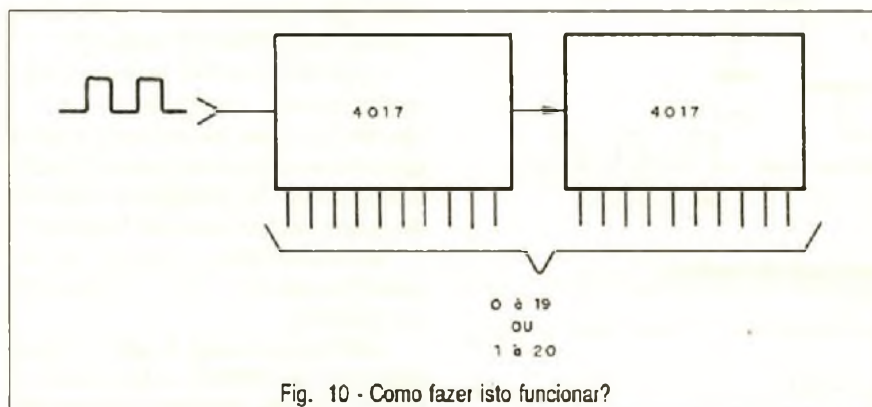 4017
4017
0 à 19
OU
1 à 20
Fig. 10 - Como fazer isto funcionar?